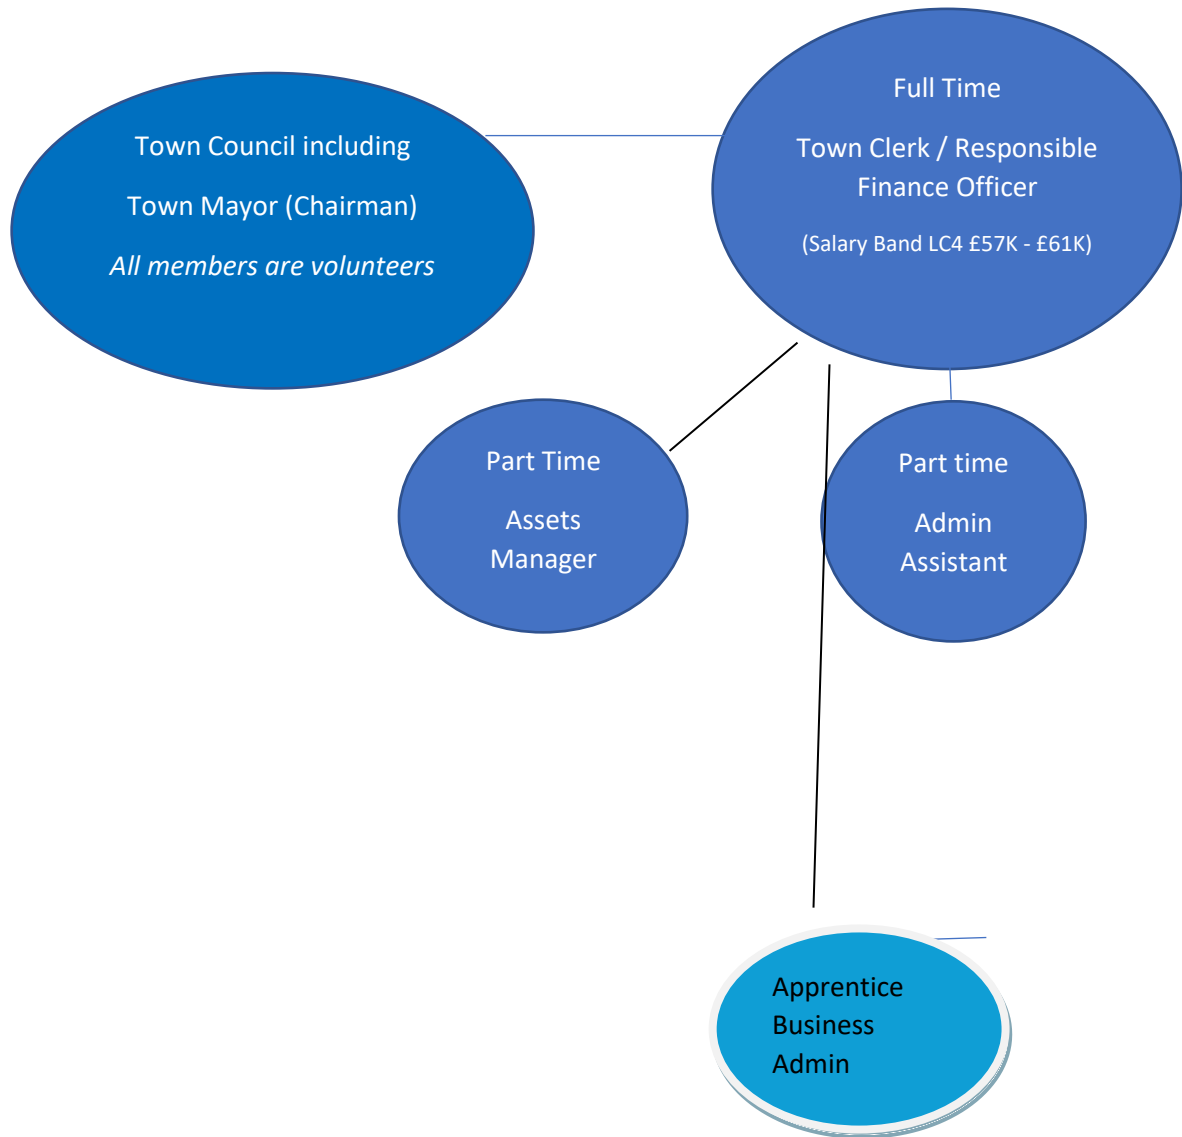 Town Council including
Town Mayor (Chairman)
All members are volunteers
Full Time
Town Clerk / Responsible
Finance Officer
(Salary Band LC4 £57K - £61K)
Part Time
Assets
Manager
Part time
Admin
Assistant
Apprentice
Business
Admin